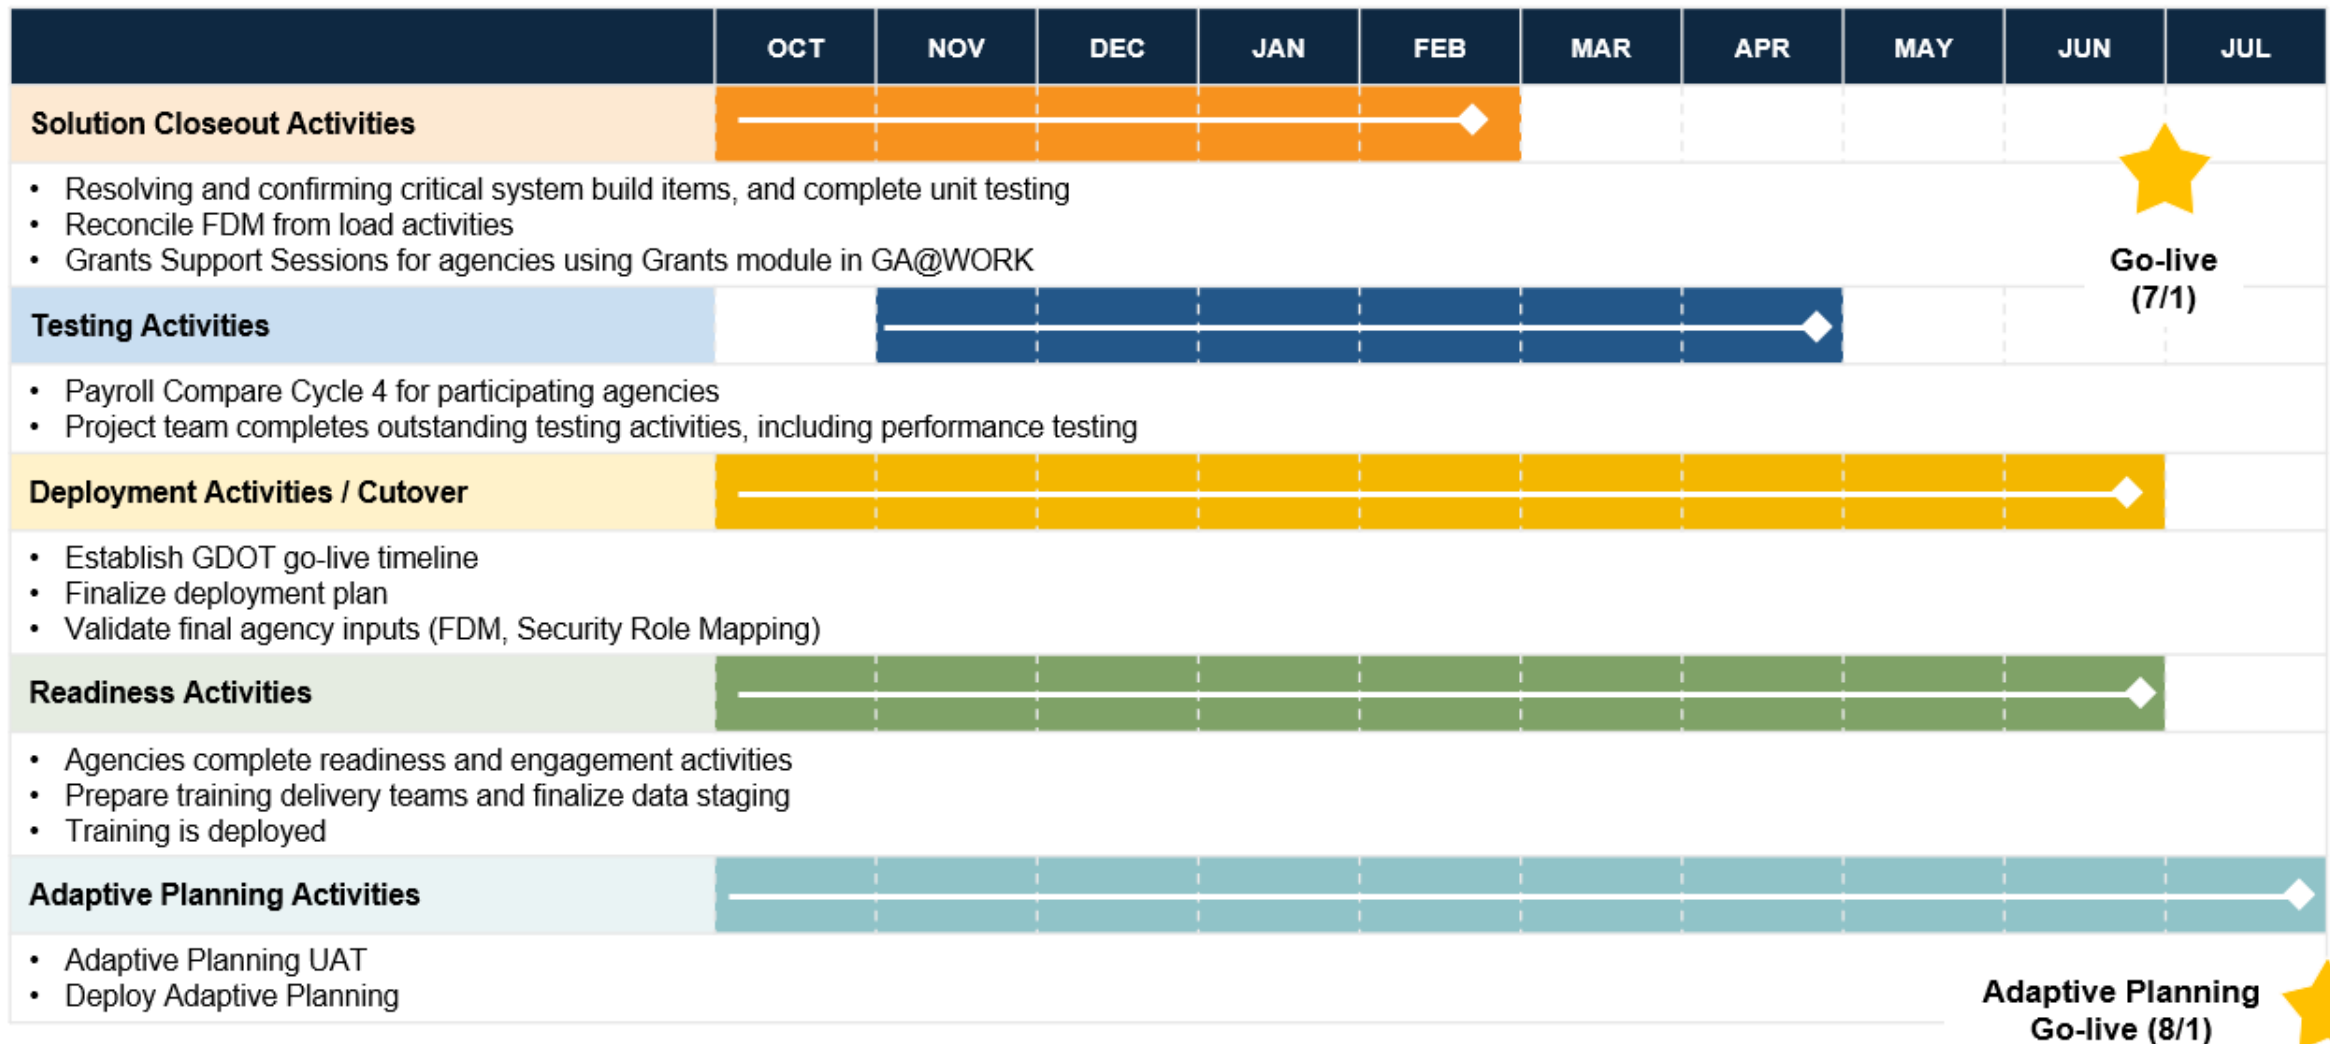 OCT NOV DEC JAN FEB MAR APR MAY JUN JUL
Solution Closeout Activities
• Resolving and confirming critical system build items, and complete unit testing
• Reconcile FDM from load activities
• Grants Support Sessions for agencies using Grants module in GA@WORK
Go-live
(7/1)
Testing Activities
• Payroll Compare Cycle 4 for participating agencies
• Project team completes outstanding testing activities, including performance testing
Deployment Activities / Cutover
• Establish GDOT go-live timeline
• Finalize deployment plan
• Validate final agency inputs (FDM, Security Role Mapping)
Readiness Activities
• Agencies complete readiness and engagement activities
• Prepare training delivery teams and finalize data staging
• Training is deployed
Adaptive Planning Activities
• Adaptive Planning UAT
• Deploy Adaptive Planning
Adaptive Planning
Go-live (8/1)